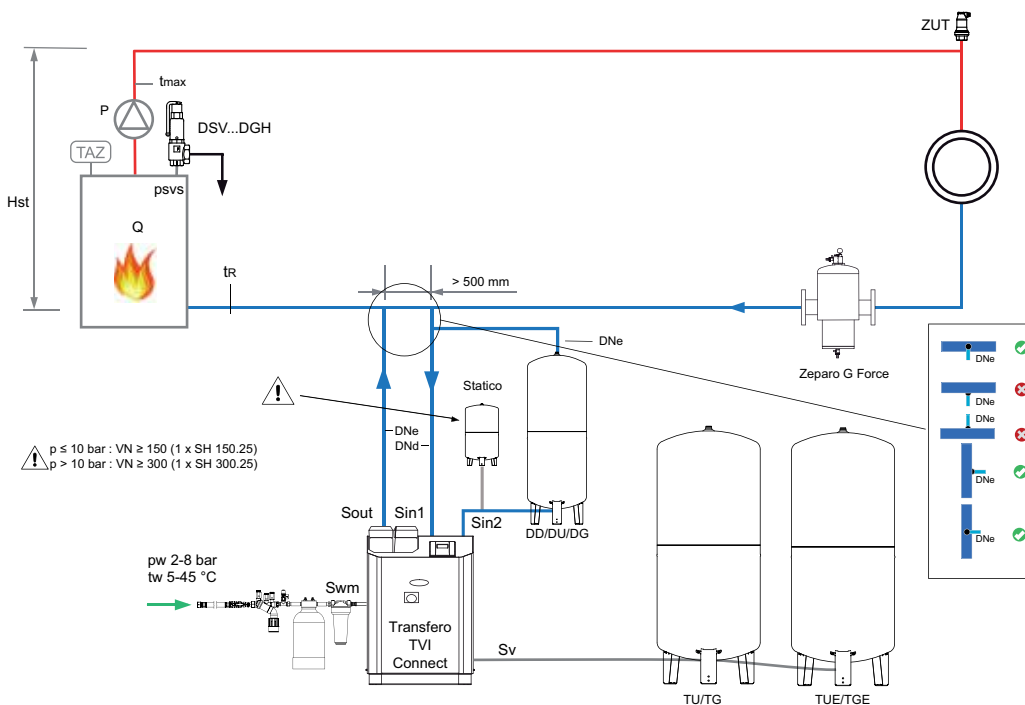 ZUT
tmax
P
DSV...DGH
TAZ
psvs
Hst
Q
tR
> 500 mm
DNe
Zeparo G Force
Statico
DNe
DNd
p ≤ 10 bar : VN ≥ 150 (1 x SH 150.25)
p > 10 bar : VN ≥ 300 (1 x SH 300.25)
Sout
Sin1
Sin2
DD/DU/DG
DNe
DNe
DNe
DNe
DNe
pw 2-8 bar
tw 5-45 °C
Swm
Transfero
TVI
Connect
Sv
TU/TG
TUE/TGE